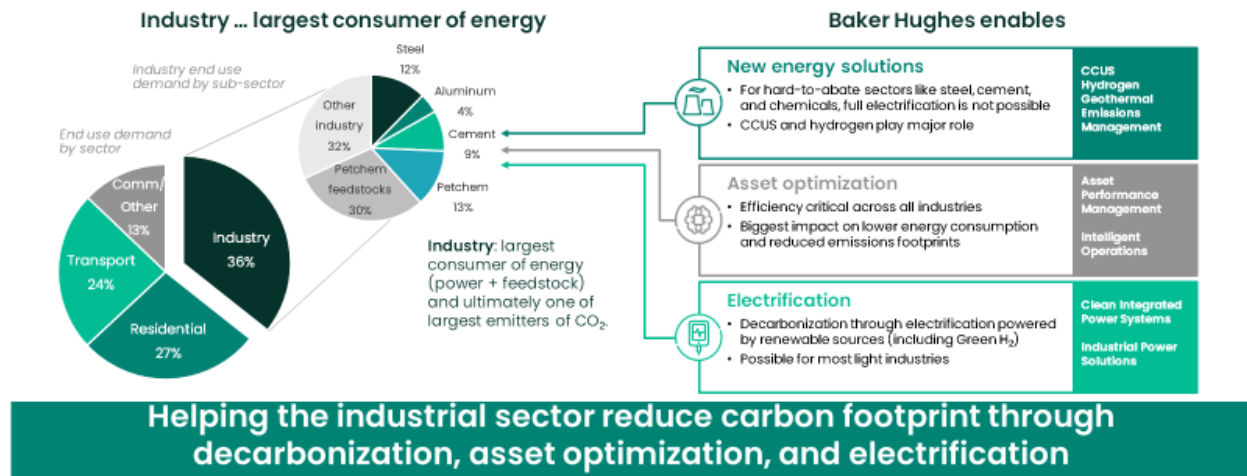 Industry ... largest consumer of energy
Industry end use
demand by sub-sector
End use demand
by sector
Comm/
Other
13%
Transport
24%
Residential
27%
Industry
36%
Steel
12%
Aluminum
4%
Cement
9%
Petchem
13%
Petchem
feedstocks
30%
Other
industry
32%
Industry: largest
consumer of energy
(power + feedstock)
and ultimately one of
largest emitters of CO₂.
Baker Hughes enables
New energy solutions
• For hard-to-abate sectors like steel, cement,
and chemicals, full electrification is not possible
• CCUS and hydrogen play major role
CCUS
Hydrogen
Geothermal
Emissions
Management
Asset optimization
• Efficiency critical across all industries
• Biggest impact on lower energy consumption
and reduced emissions footprints
Asset
Performance
Management
Intelligent
Operations
Electrification
• Decarbonization through electrification powered
by renewable sources (including Green H₂)
• Possible for most light industries
Clean Integrated
Power Systems
Industrial Power
Solutions
Helping the industrial sector reduce carbon footprint through
decarbonization, asset optimization, and electrification